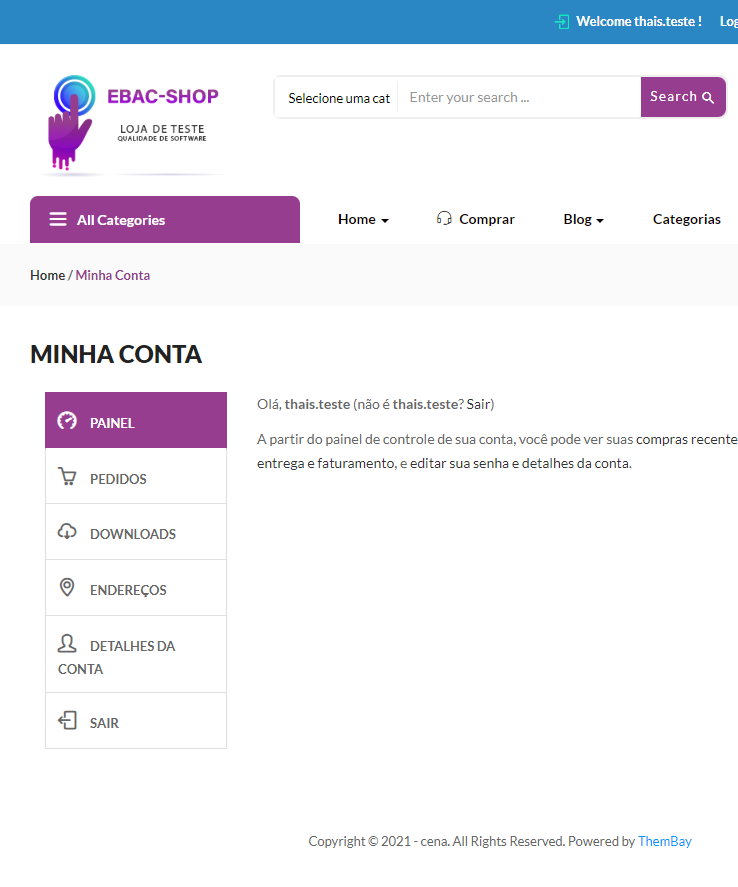 Welcome thais.teste !
Log
EBAC-SHOP
LOJA DE TESTE
QUALIDADE DE SOFTWARE
Selecione uma cat
Enter your search ...
Search
All Categories
Home
Comprar
Blog
Categorias
Home / Minha Conta
MINHA CONTA
PAINEL
PEDIDOS
DOWNLOADS
ENDEREÇOS
DETALHES DA
CONTA
SAIR
Olá, thais.teste (não é thais.teste? Sair)
A partir do painel de controle de sua conta, você pode ver suas compras recente
entrega e faturamento, e editar sua senha e detalhes da conta.
Copyright © 2021 - cena. All Rights Reserved. Powered by ThemBay